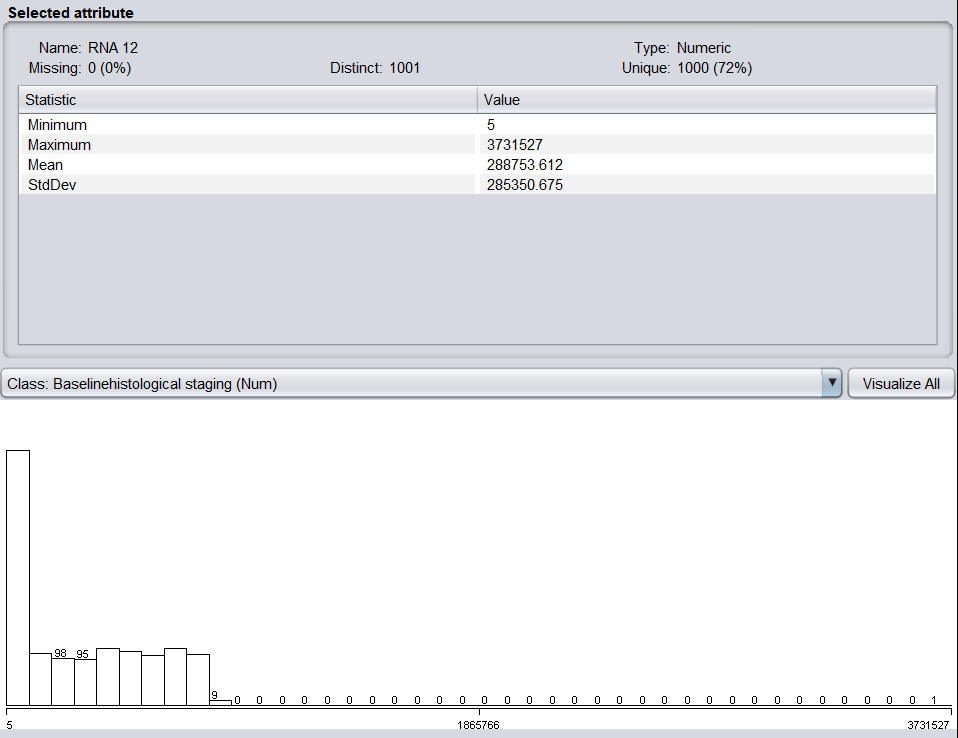 Selected attribute
Name: RNA 12 Type: Numeric
Missing: 0 (0%) Distinct: 1001 Unique: 1000 (72%)
Statistic Value
Minimum 5
Maximum 3731527
Mean 288753.612
StdDev 285350.675
Class: Baselinehistological staging (Num) Visualize All
98 95
9 0 0 0 0 0 0 0 0 0 0 0 0 0 0 0 0 0 0 0 0 0 0 0 0 0 0 0 0 0 0 0 1
5 1865766 3731527